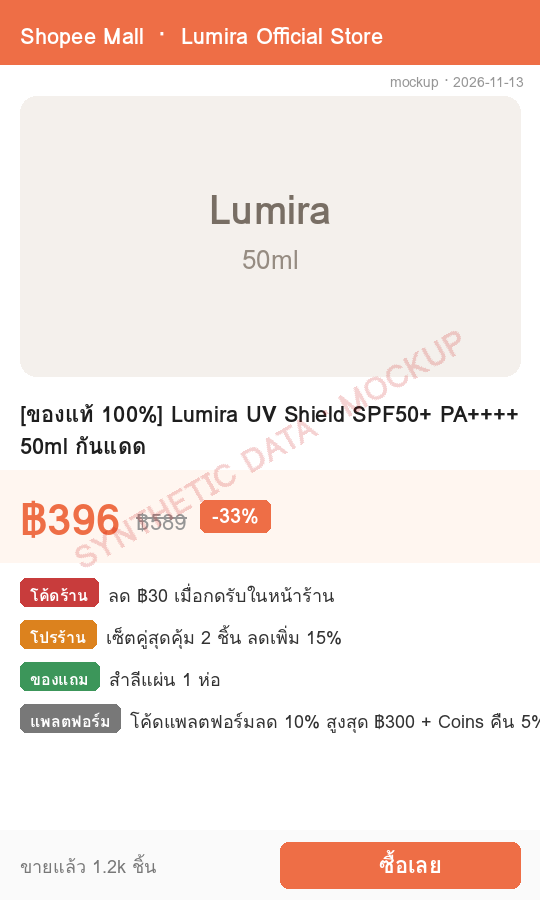 Shopee Mall · Lumira Official Store
mockup · 2026-11-13
Lumira
50ml
[ของแท้ 100%] Lumira UV Shield SPF50+ PA++++
50ml กันแดด
฿396 ฿589 -33%
โค้ดร้าน ลด ฿30 เมื่อกดรับในหน้าร้าน
โปรร้าน เซ็ตคู่สุดคุ้ม 2 ชิ้น ลดเพิ่ม 15%
ของแถม สำลีแผ่น 1 ห่อ
แพลตฟอร์ม โค้ดแพลตฟอร์มลด 10% สูงสุด ฿300 + Coins คืน 5%
ขายแล้ว 1.2k ชิ้น ซื้อเลย
SYNTHETIC DATA · MOCKUP